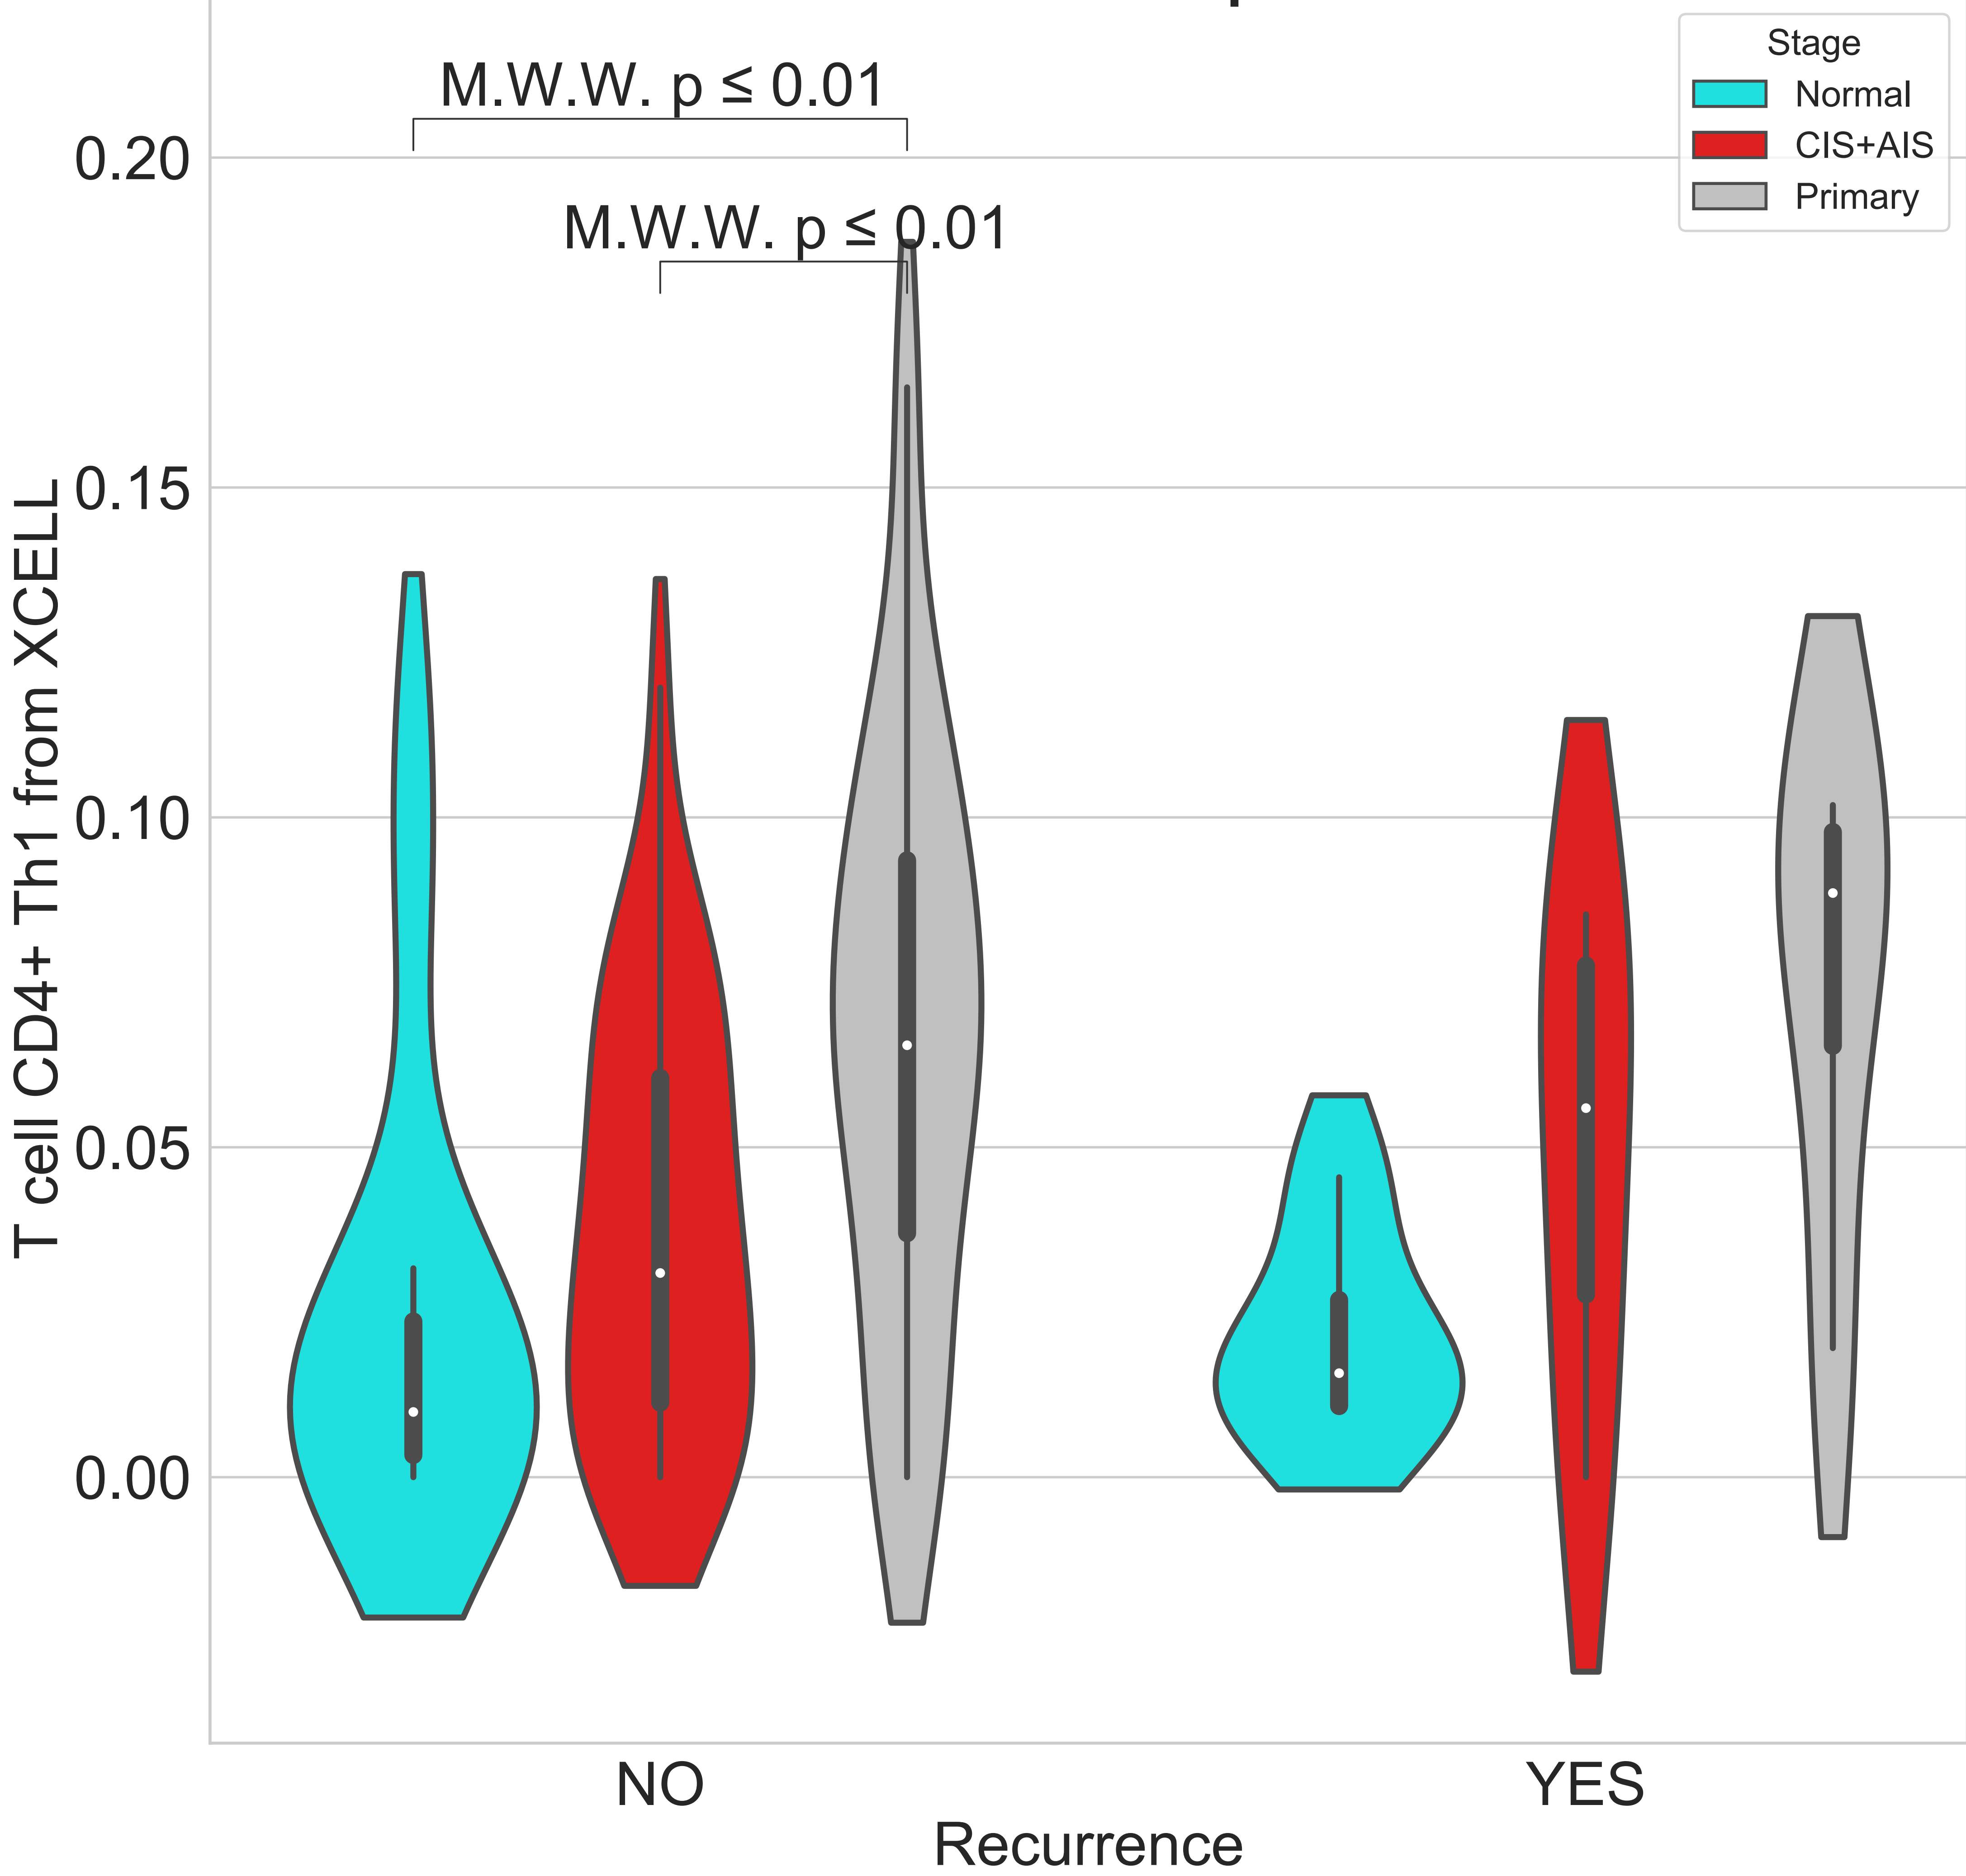 M.W.W. p ≤ 0.01
M.W.W. p ≤ 0.01
Stage
Normal
CIS+AIS
Primary
0.20
0.15
0.10
0.05
0.00
T cell CD4+ Th1 from XCELL
NO
YES
Recurrence